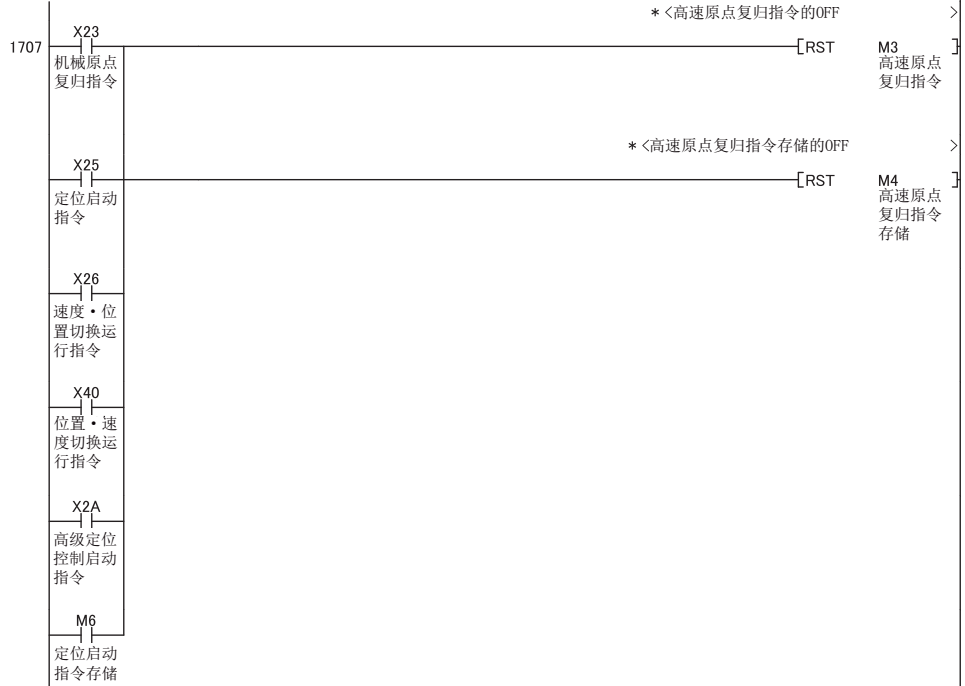 * <高速原点复归指令的OFF >
X23
1707 [RST M3 ]
机械原点
复归指令
高速原点
复归指令
* <高速原点复归指令存储的OFF >
X25
[RST M4 ]
定位启动
指令
高速原点
复归指令
存储
X26
速度・位
置切换运
行指令
X40
位置・速
度切换运
行指令
X2A
高级定位
控制启动
指令
M6
定位启动
指令存储